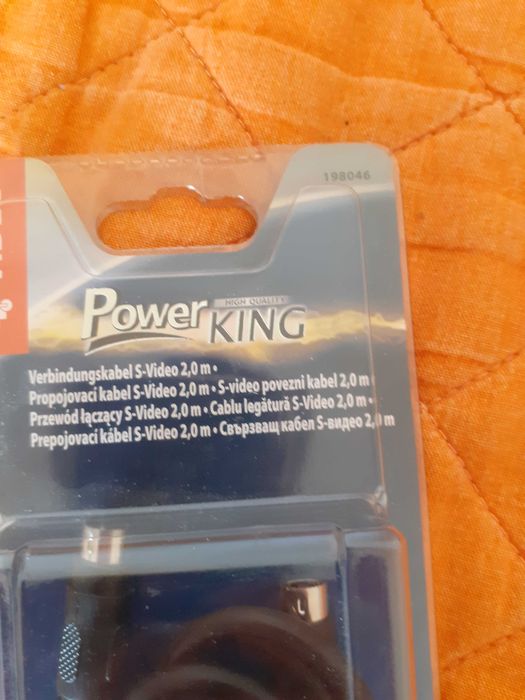 198046
Power
HIGH QUALITY
KING
Verbindungskabel S-Video 2,0 m •
Propojovací kabel S-Video 2,0 m • S-video povezni kabel 2,0 m
Przewód łączący S-Video 2,0 m • Cablu legătură S-Video 2,0 m •
Prepojovací kábel S-Video 2,0 m • Свързващ кабел S-видео 2,0 m